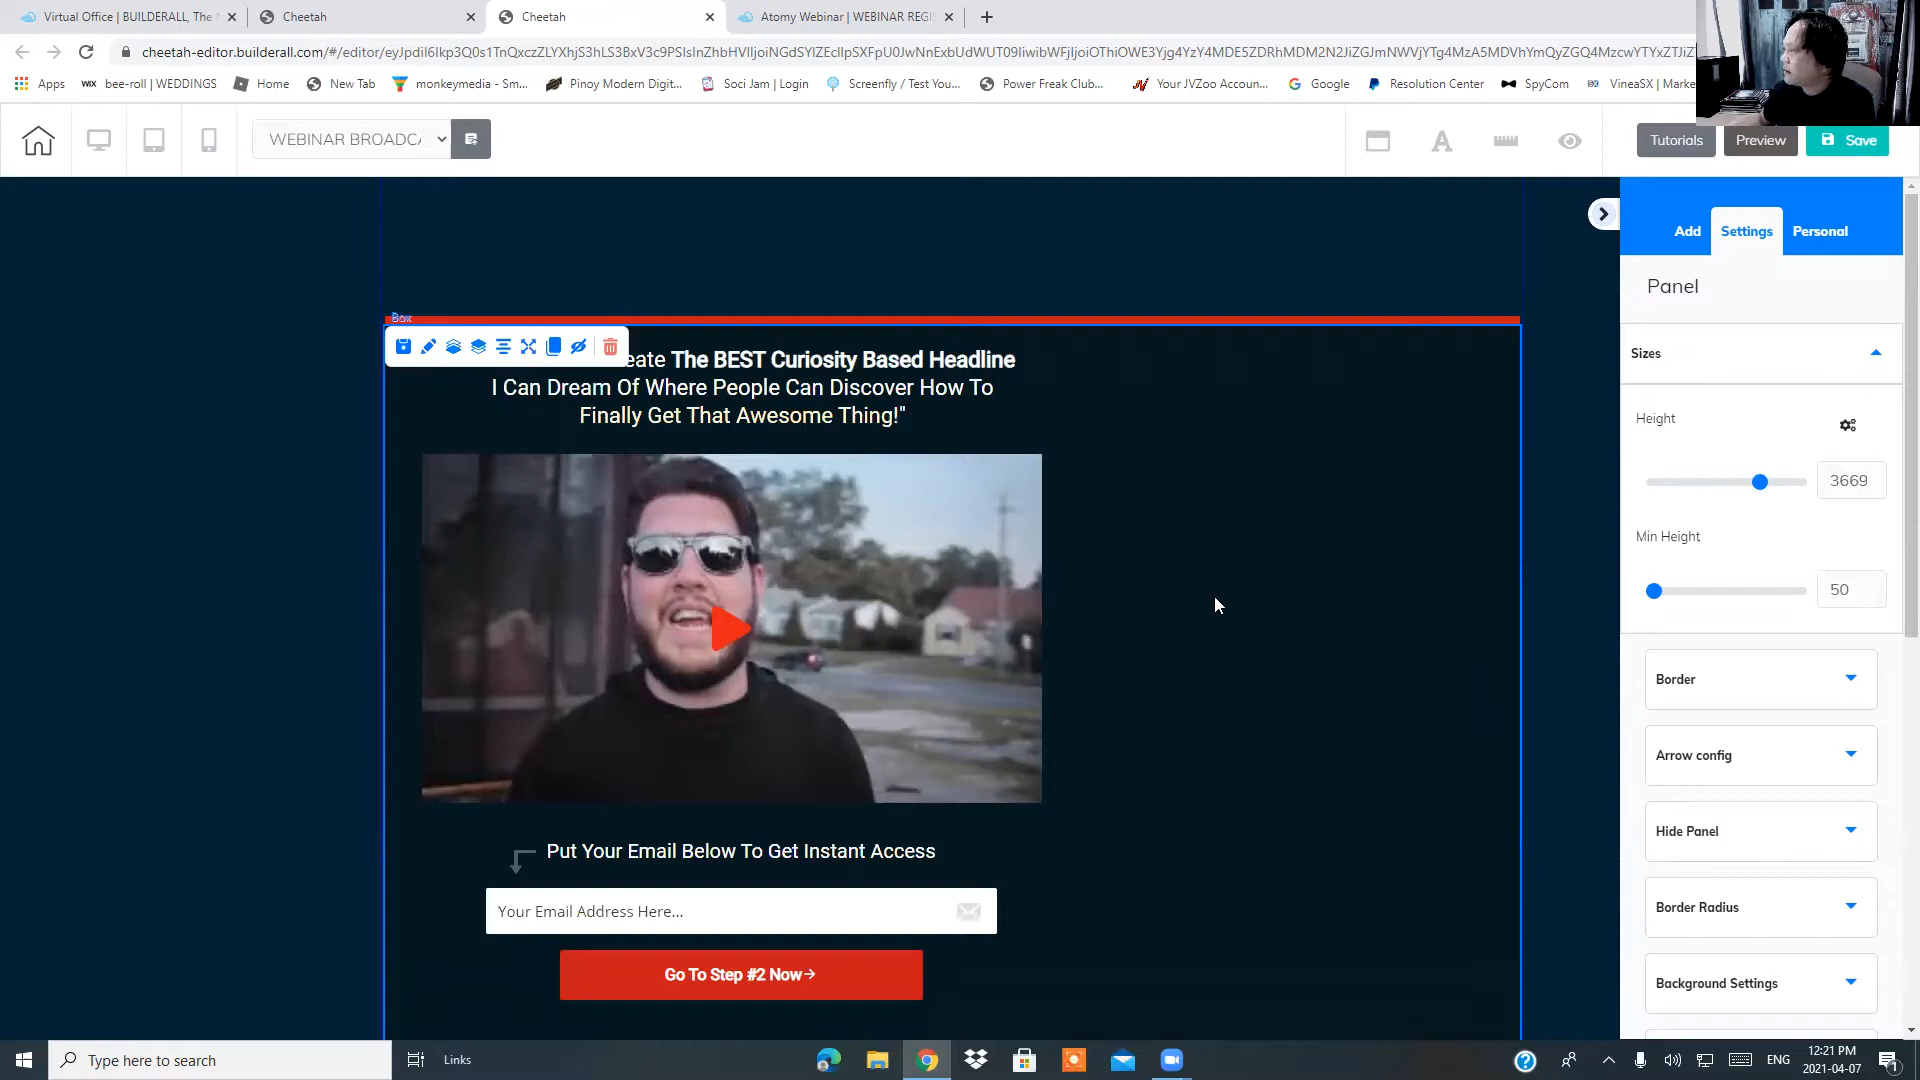 Virtual Office | BUILDERALL, The
Cheetah
Cheetah
Atomy Webinar | WEBINAR REGI
cheetah-editor.builderall.com/#/editor/
Apps
bee-roll | WEDDINGS
Home
New Tab
monkeymedia - Sm...
Pinoy Modern Digit...
Soci Jam | Login
Screenfly / Test You...
Power Freak Club...
Your JVZoo Accoun...
Google
Resolution Center
SpyCom
VineaSX | Marke
WEBINAR BROADCA
Tutorials
Preview
Save
Add
Settings
Personal
Panel
Sizes
Height
3669
Min Height
50
Border
Arrow config
Hide Panel
Border Radius
Background Settings
Box
eate The BEST Curiosity Based Headline
I Can Dream Of Where People Can Discover How To
Finally Get That Awesome Thing!"
Put Your Email Below To Get Instant Access
Your Email Address Here...
Go To Step #2 Now→
Type here to search
Links
ENG
12:21 PM
2021-04-07